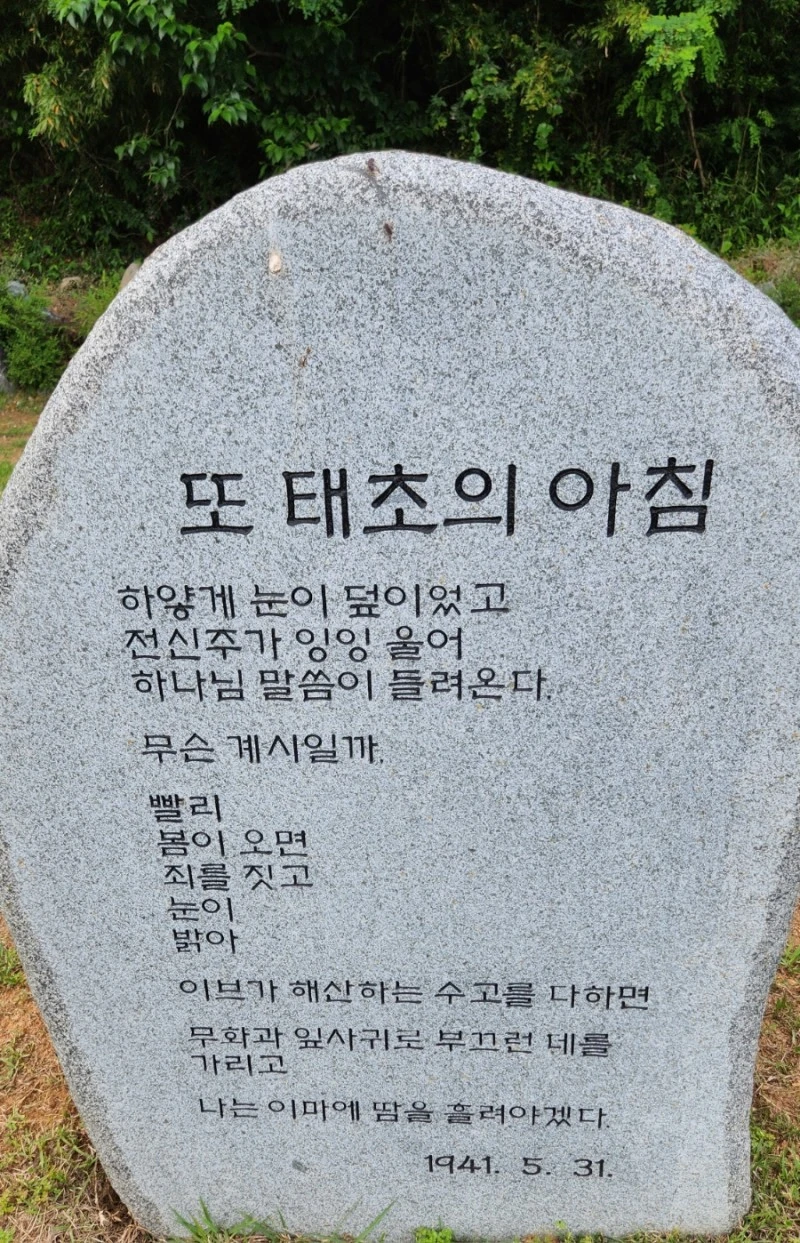 또 태초의 아침
하얗게 눈이 덮이었고
전신주가 잉잉 울어
하나님 말씀이 들려온다.
무슨 계시일까.
빨리
봄이 오면
죄를 짓고
눈이
밝아
이브가 해산하는 수고를 다하면
무화과 잎사귀로 부끄런 데를
가리고
나는 이마에 땀을 흘려야겠다.
1941. 5. 31.